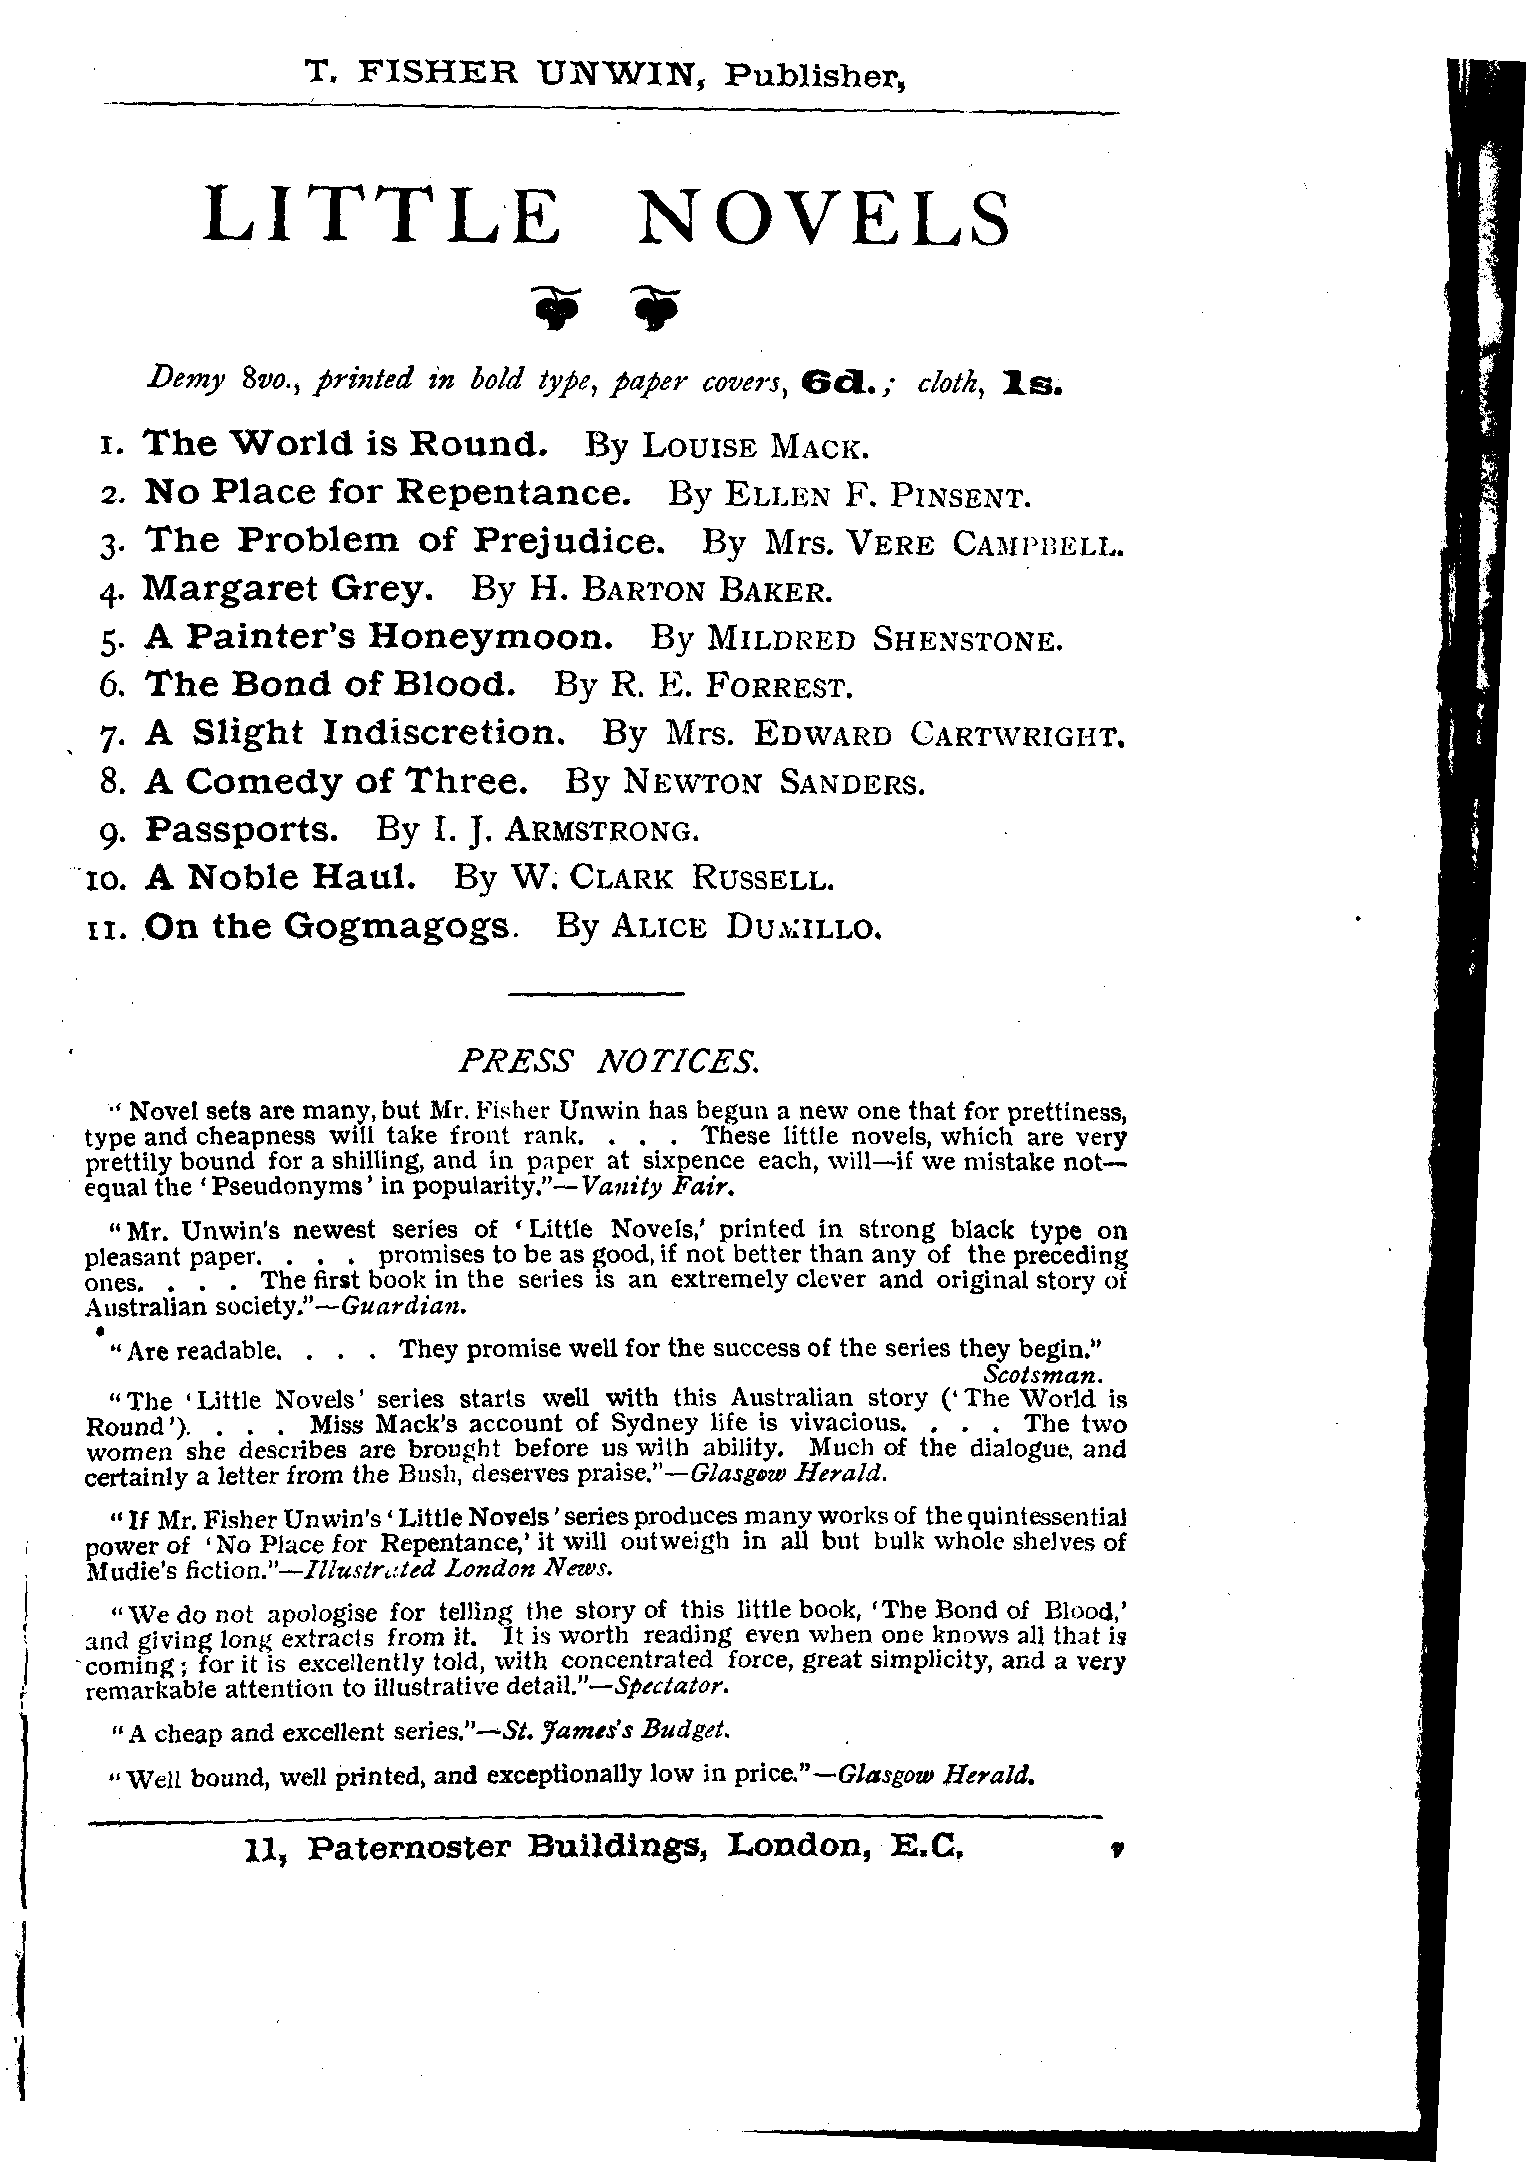 T. FISHER UNWIN, Publisher,
LITTLE NOVELS
Demy 8vo., printed in bold type, paper covers, 6d.; cloth, 1s.
1. The World is Round. By LOUISE MACK.
2. No Place for Repentance. By ELLEN F. PINSENT.
3. The Problem of Prejudice. By Mrs. VERE CAMPBELL.
4. Margaret Grey. By H. BARTON BAKER.
5. A Painter's Honeymoon. By MILDRED SHENSTONE.
6. The Bond of Blood. By R. E. FORREST.
7. A Slight Indiscretion. By Mrs. EDWARD CARTWRIGHT.
8. A Comedy of Three. By NEWTON SANDERS.
9. Passports. By I. J. ARMSTRONG.
10. A Noble Haul. By W. CLARK RUSSELL.
11. On the Gogmagogs. By ALICE
PRESS NOTICES.
"Novel sets are many, but Mr. Fisher Unwin has begun a new one that for prettiness,
type and cheapness will take front rank. . . . These little novels, which are very
prettily bound for a shilling, and in paper at sixpence each, will—if we mistake not—
equal the 'Pseudonyms' in popularity."—Vanity Fair.
"Mr. Unwin's newest series of 'Little Novels,' printed in strong black type on
pleasant paper. . . . promises to be as good, if not better than any of the preceding
ones. . . . The first book in the series is an extremely clever and original story of
Australian society."—Guardian.
"Are readable. . . . They promise well for the success of the series they begin."
Scotsman.
"The 'Little Novels' series starts well with this Australian story ('The World is
Round'). . . . Miss Mack's account of Sydney life is vivacious. . . . The two
women she describes are brought before us with ability. Much of the dialogue, and
certainly a letter from the Bush, deserves praise."—Glasgow Herald.
"If Mr. Fisher Unwin's 'Little Novels' series produces many works of the quintessential
power of 'No Place for Repentance,' it will outweigh in all but bulk whole shelves of
Mudie's fiction."—Illustrated London News.
"We do not apologise for telling the story of this little book, 'The Bond of Blood,'
and giving long extracts from it. It is worth reading even when one knows all that is
coming; for it is excellently told, with concentrated force, great simplicity, and a very
remarkable attention to illustrative detail."—Spectator.
"A cheap and excellent series."—St. James's Budget.
"Well bound, well printed, and exceptionally low in price."—Glasgow Herald.
11, Paternoster Buildings, London, E.C.